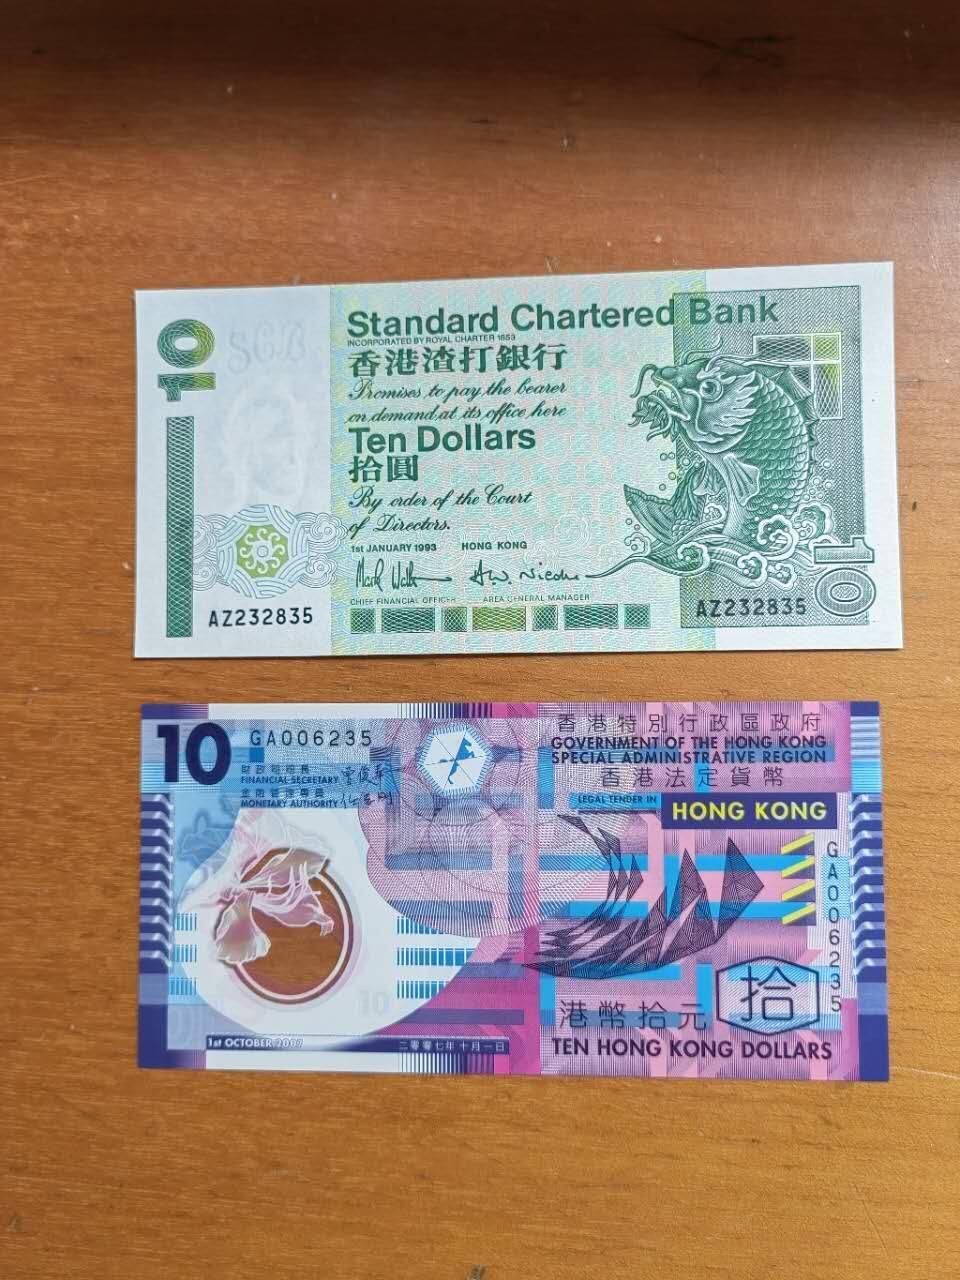 10
Standard Chartered Bank
INCORPORATED BY ROYAL CHARTER 1853
香港渣打銀行
Promises to pay the bearer
on demand at its office here
Ten Dollars
拾圓
By order of the Court
of Directors.
1st JANUARY 1993 HONG KONG
CHIEF FINANCIAL OFFICER AREA GENERAL MANAGER
AZ232835
AZ232835
10
10
GA006235
財政司司長
FINANCIAL SECRETARY
金融管理專員
MONETARY AUTHORITY
香港特別行政區政府
GOVERNMENT OF THE HONG KONG
SPECIAL ADMINISTRATIVE REGION
香港法定貨幣
LEGAL TENDER IN HONG KONG
GA006235
10
港幣拾元
拾
TEN HONG KONG DOLLARS
1st OCTOBER 2007 二零零七年十月一日